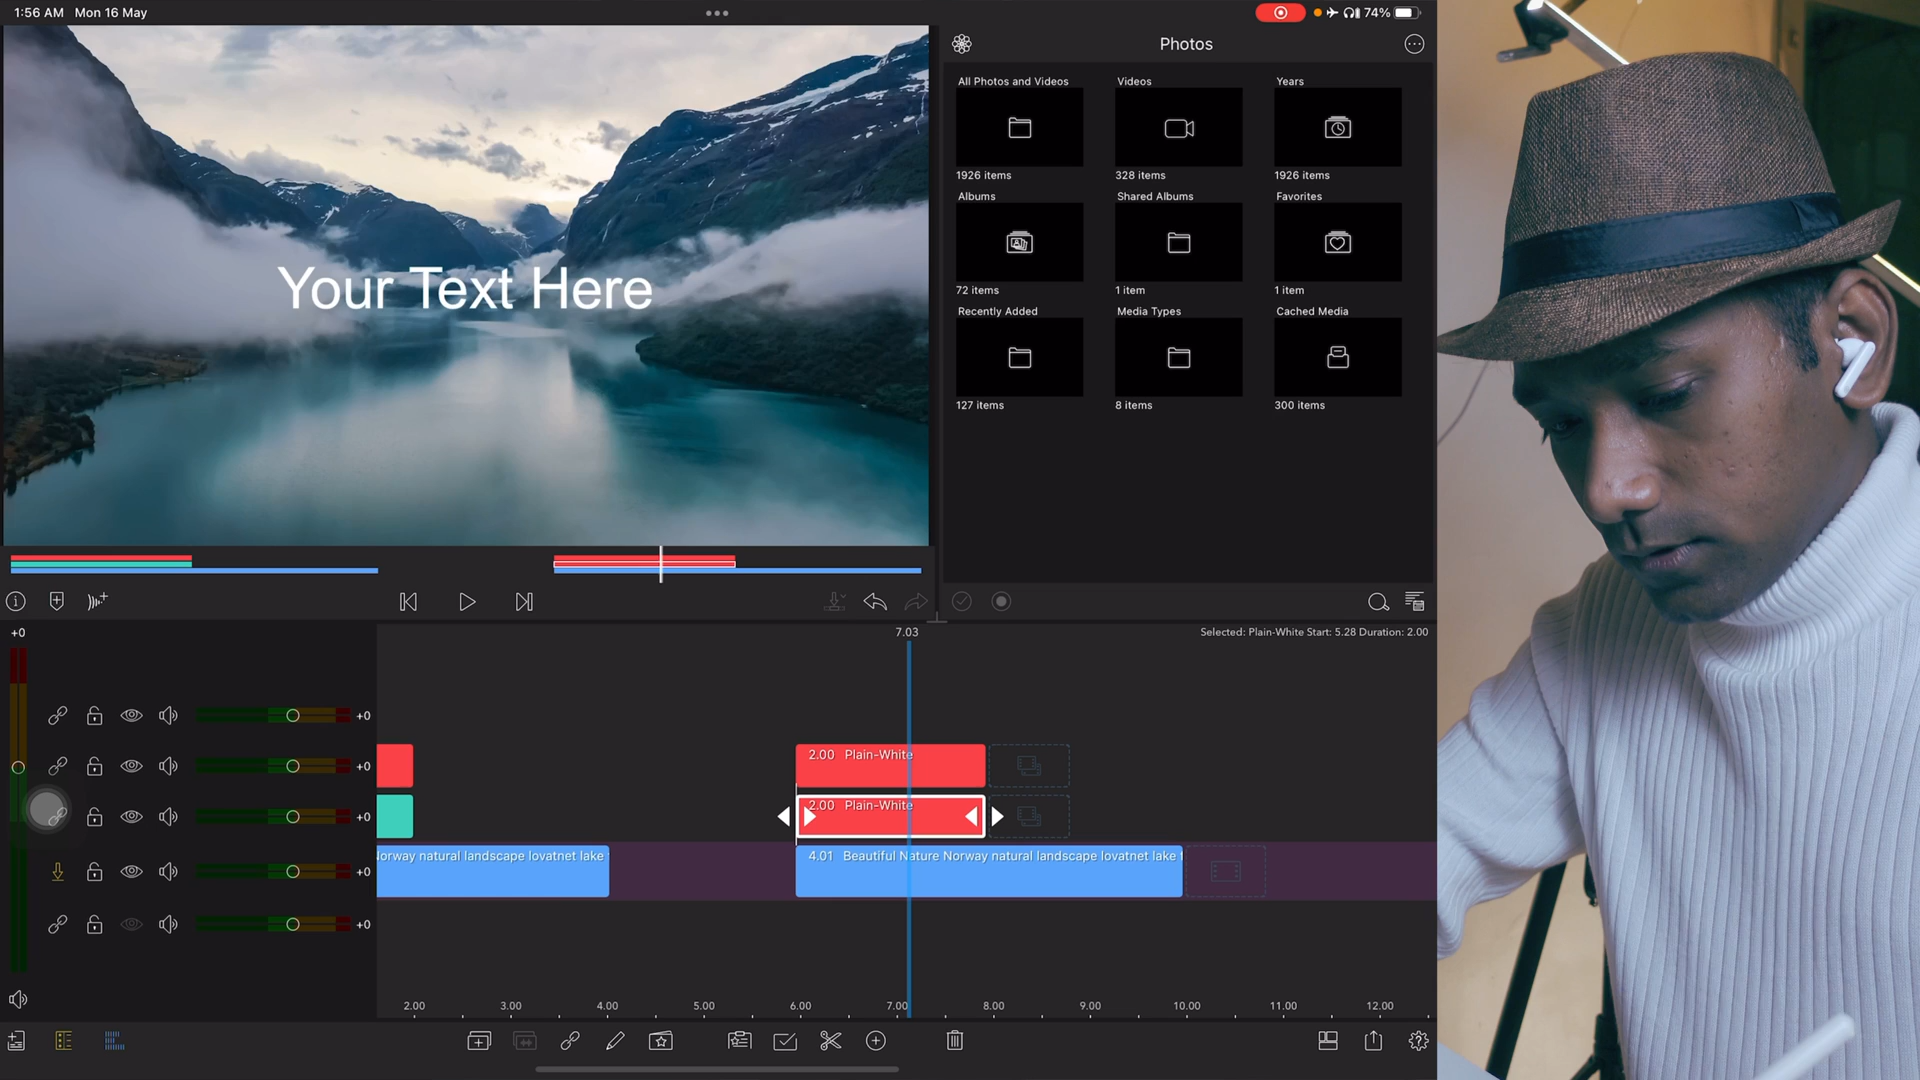 1:56 AM Mon 16 May
74%
Your Text Here
Photos
All Photos and Videos
Videos
Years
1926 items
328 items
1926 items
Albums
Shared Albums
Favorites
72 items
1 item
1 item
Recently Added
Media Types
Cached Media
127 items
8 items
300 items
+0
7.03
Selected: Plain-White Start: 5.28 Duration: 2.00
+0
2.00 Plain-White
+0
2.00 Plain-White
+0
Norway natural landscape lovatnet lake
4.01 Beautiful Nature Norway natural landscape lovatnet lake
+0
+0
2.00 3.00 4.00 5.00 6.00 7.00 8.00 9.00 10.00 11.00 12.00